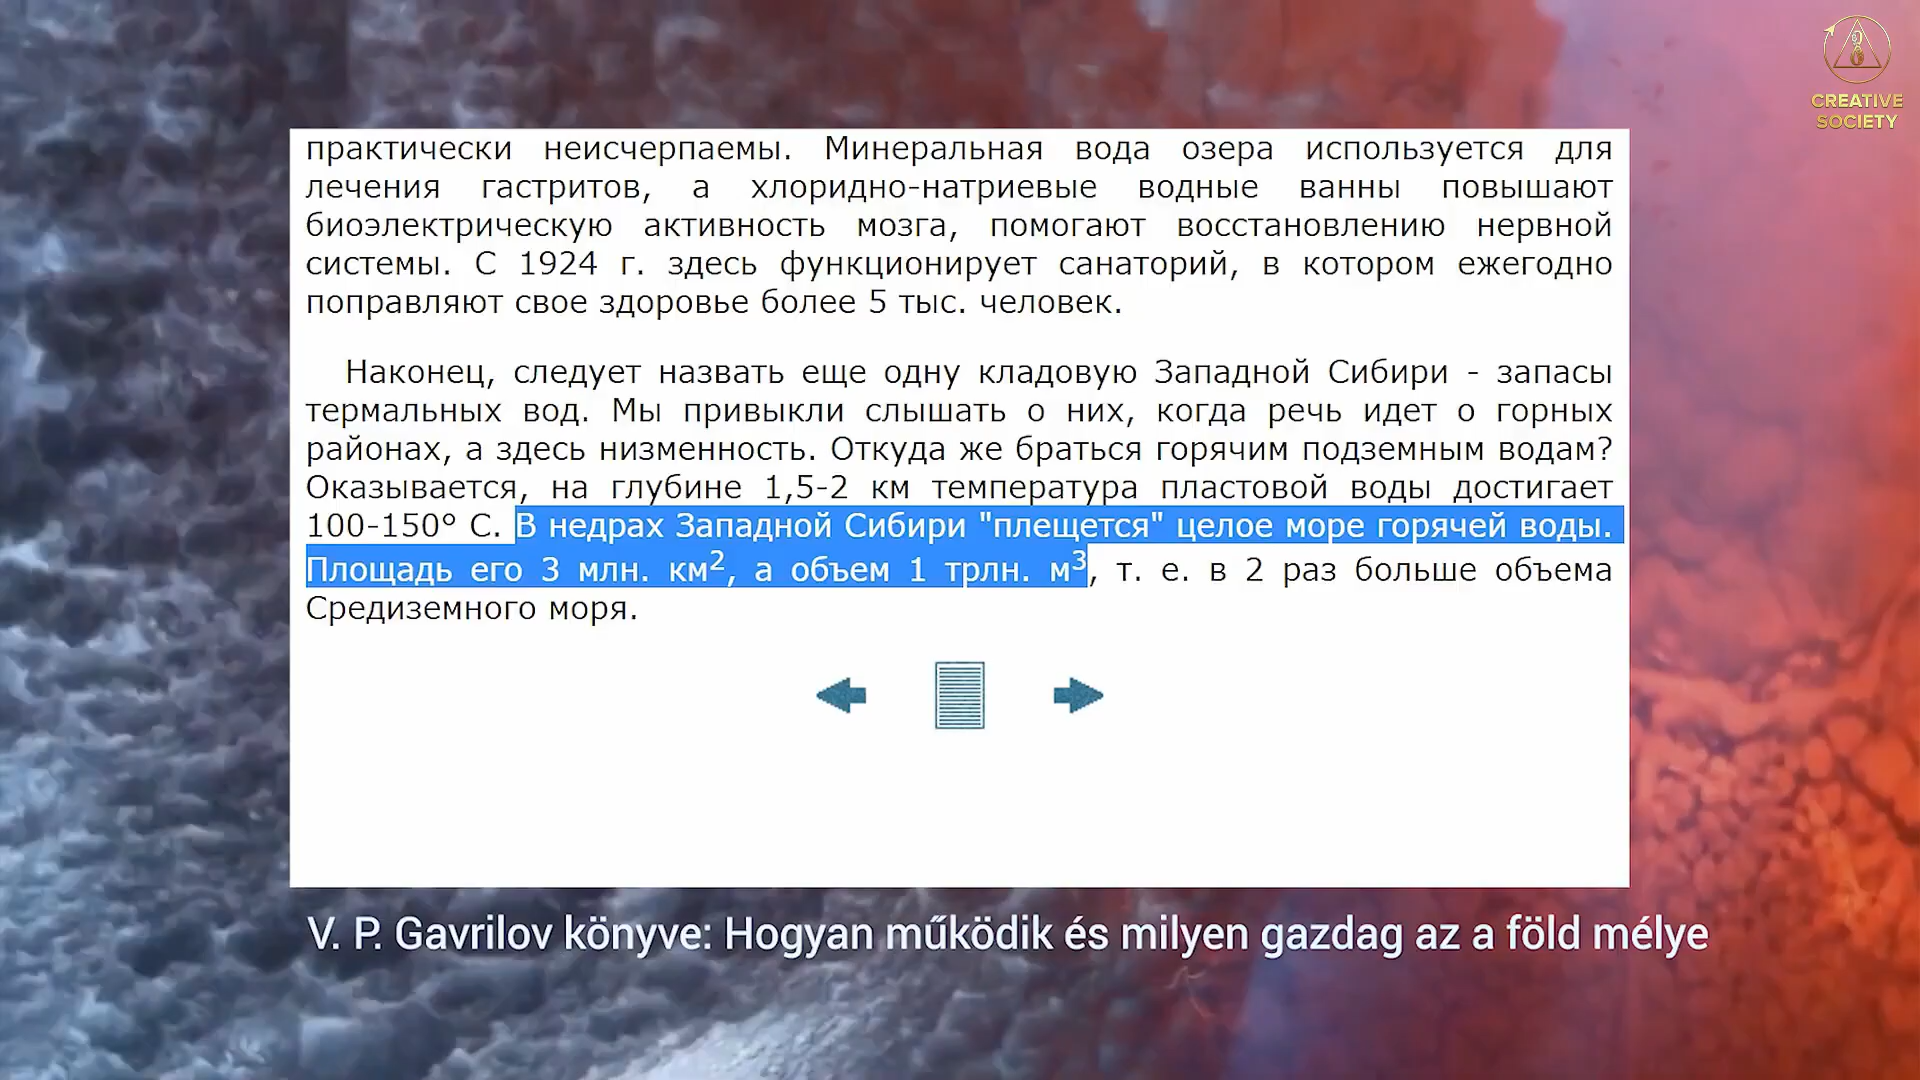 CREATIVE
SOCIETY
практически неисчерпаемы. Минеральная вода озера используется для
лечения гастритов, а хлоридно-натриевые водные ванны повышают
биоэлектрическую активность мозга, помогают восстановлению нервной
системы. С 1924 г. здесь функционирует санаторий, в котором ежегодно
поправляют свое здоровье более 5 тыс. человек.
Наконец, следует назвать еще одну кладовую Западной Сибири - запасы
термальных вод. Мы привыкли слышать о них, когда речь идет о горных
районах, а здесь низменность. Откуда же браться горячим подземным водам?
Оказывается, на глубине 1,5-2 км температура пластовой воды достигает
100-150° С. В недрах Западной Сибири "плещется" целое море горячей воды.
Площадь его 3 млн. км², а объем 1 трлн. м³, т. е. в 2 раз больше объема
Средиземного моря.
V. P. Gavrilov könyve: Hogyan működik és milyen gazdag az a föld mélye